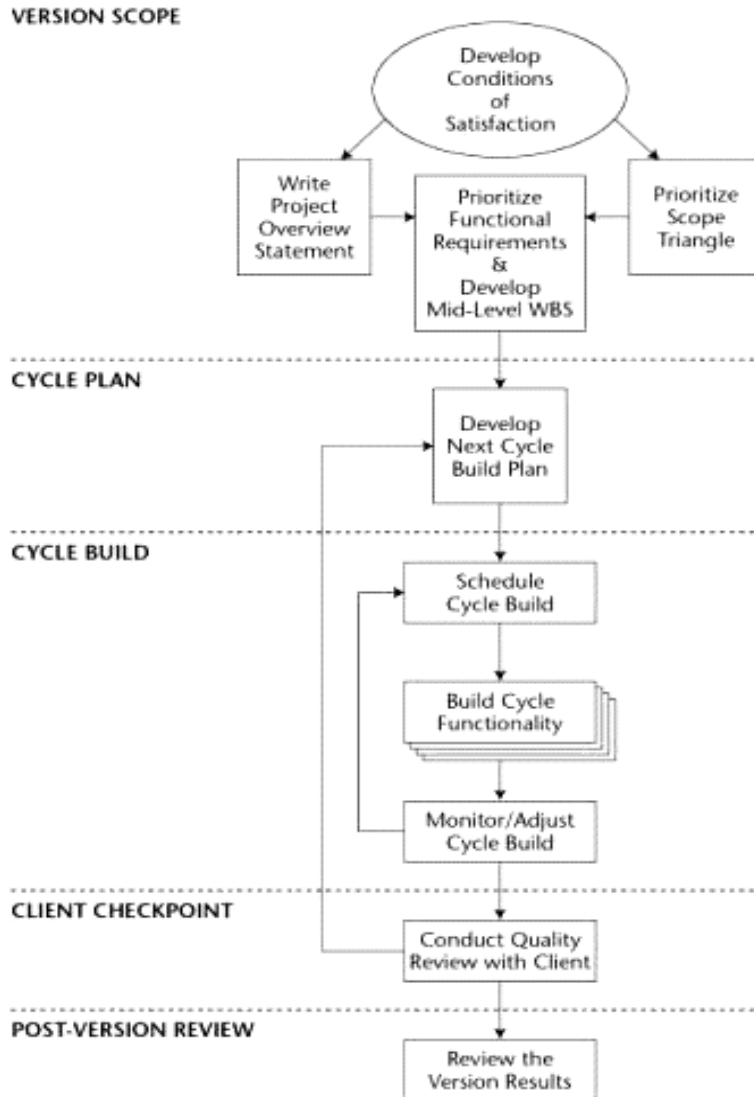 VERSION SCOPE
Develop
Conditions
of
Satisfaction
Write
Project
Overview
Statement
Prioritize
Functional
Requirements
&
Develop
Mid-Level WBS
Prioritize
Scope
Triangle
CYCLE PLAN
Develop
Next Cycle
Build Plan
CYCLE BUILD
Schedule
Cycle Build
Build Cycle
Functionality
Monitor/Adjust
Cycle Build
CLIENT CHECKPOINT
Conduct Quality
Review with Client
POST-VERSION REVIEW
Review the
Version Results